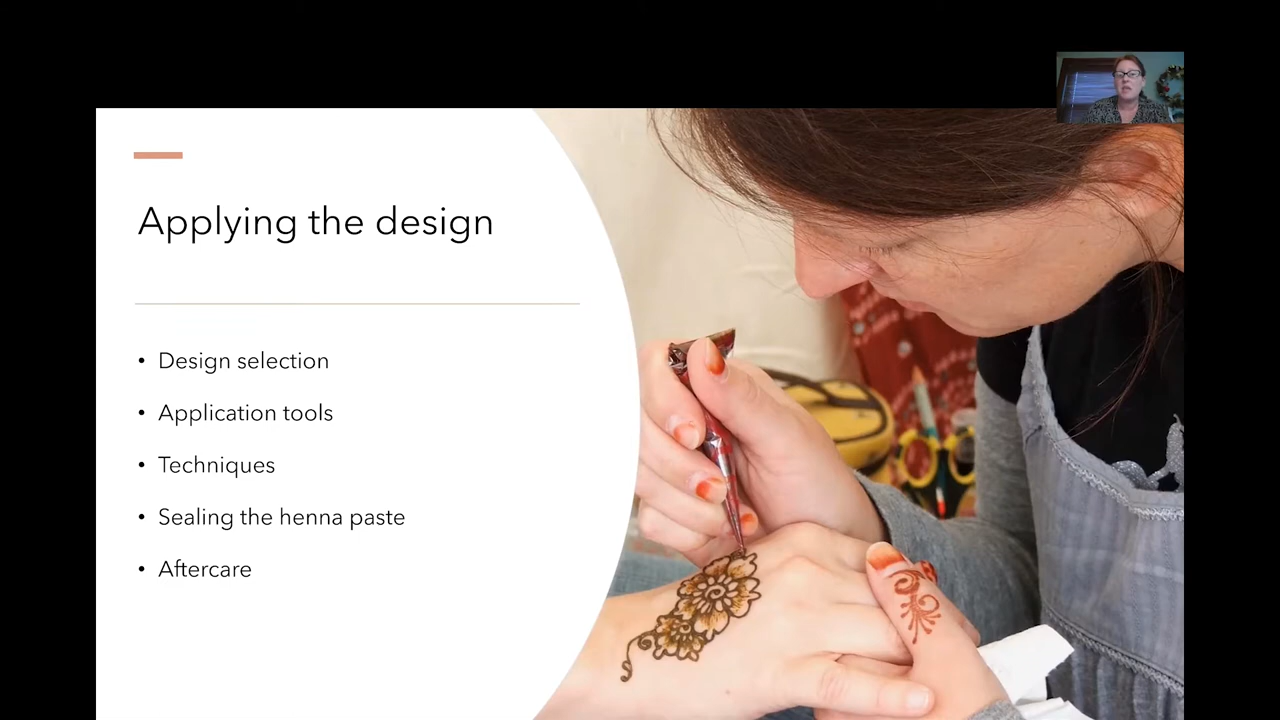 Applying the design
• Design selection
• Application tools
• Techniques
• Sealing the henna paste
• Aftercare